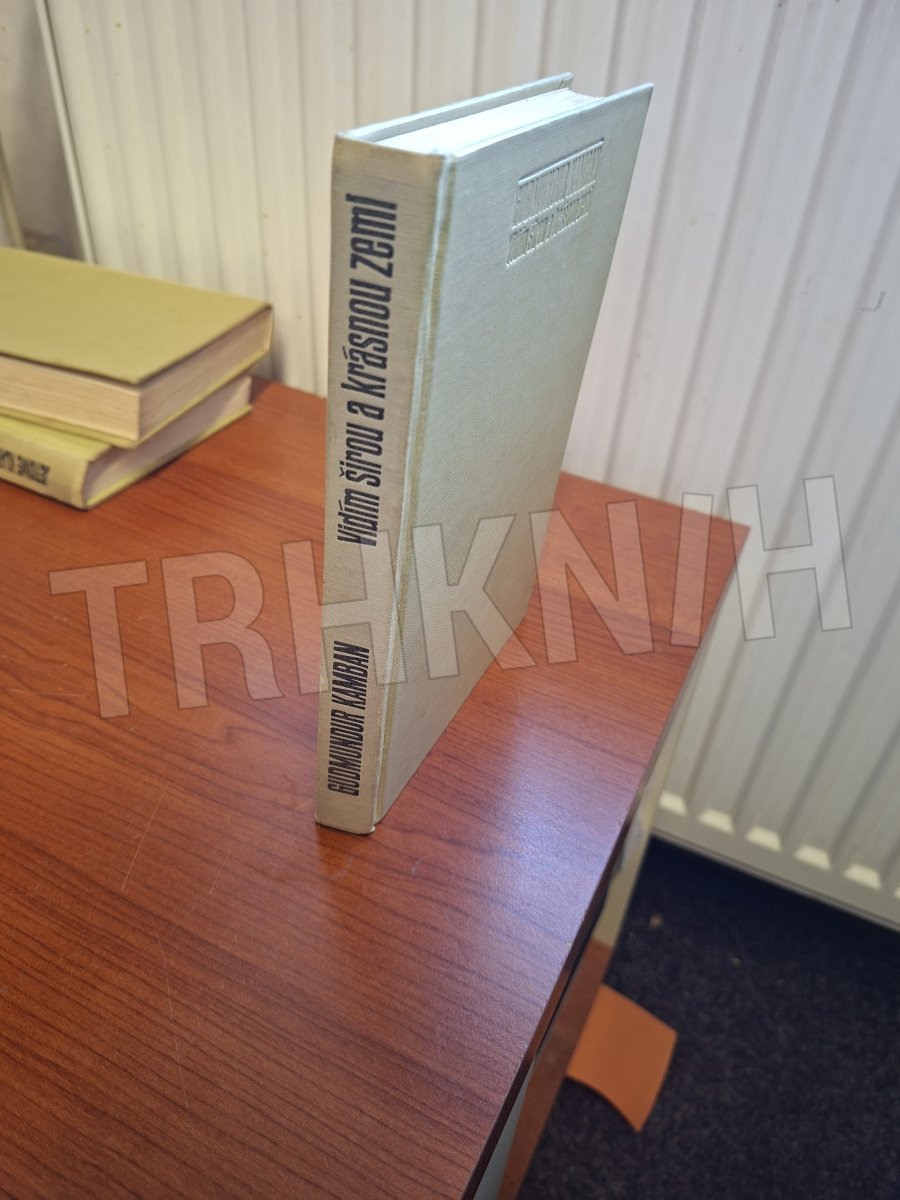 Vidím širou a krásnou zemi
GUDMUNDUR KAMBAN
TRHKNIH